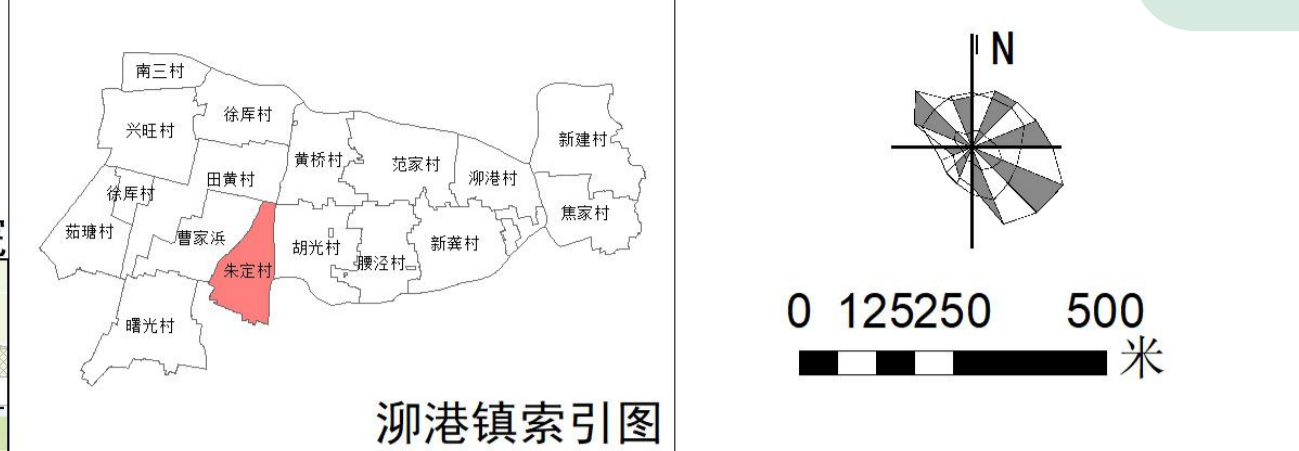 南三村
徐厍村
兴旺村
黄桥村
范家村
新建村
田黄村
泖港村
徐厍村
焦家村
茹塘村
曹家浜
胡光村
新龚村
腰泾村
朱定村
曙光村
泖港镇索引图
N
0 125250 500
米